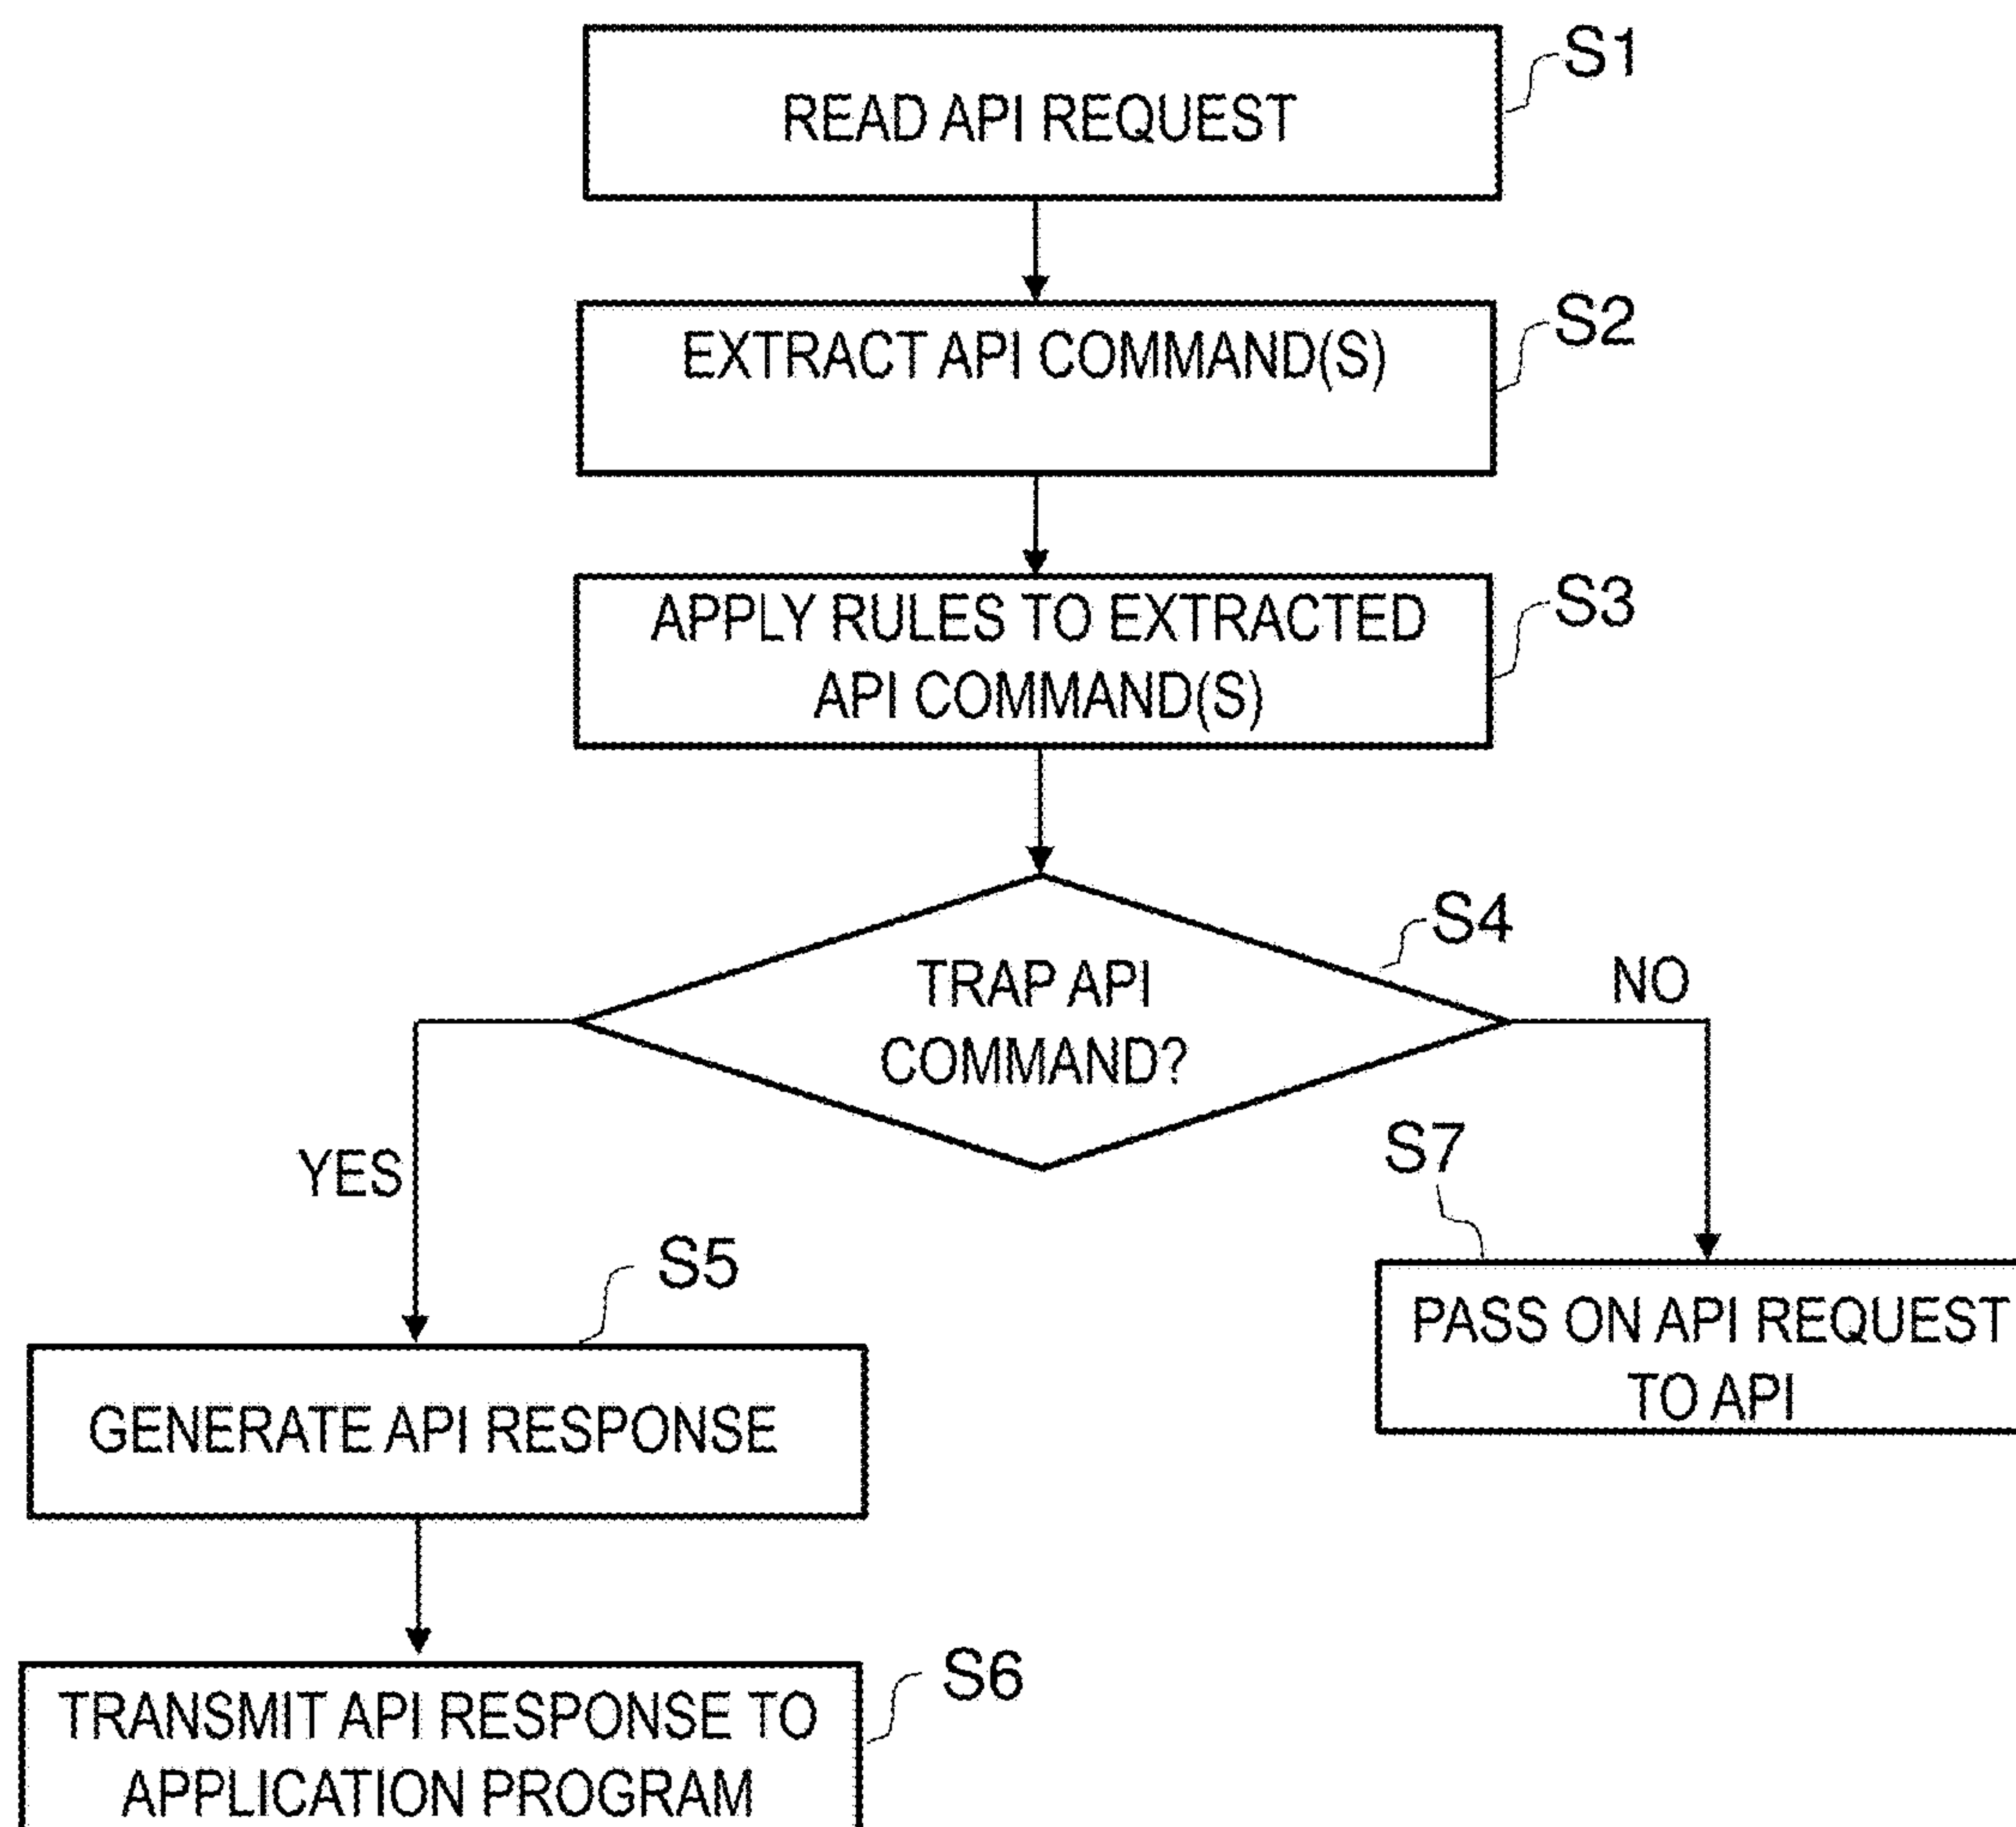 S1
READ API REQUEST
S2
EXTRACT API COMMAND(S)
S3
APPLY RULES TO EXTRACTED
API COMMAND(S)
S4
TRAP API
COMMAND?
NO
YES
S7
S5
PASS ON API REQUEST
TO API
GENERATE API RESPONSE
S6
TRANSMIT API RESPONSE TO
APPLICATION PROGRAM